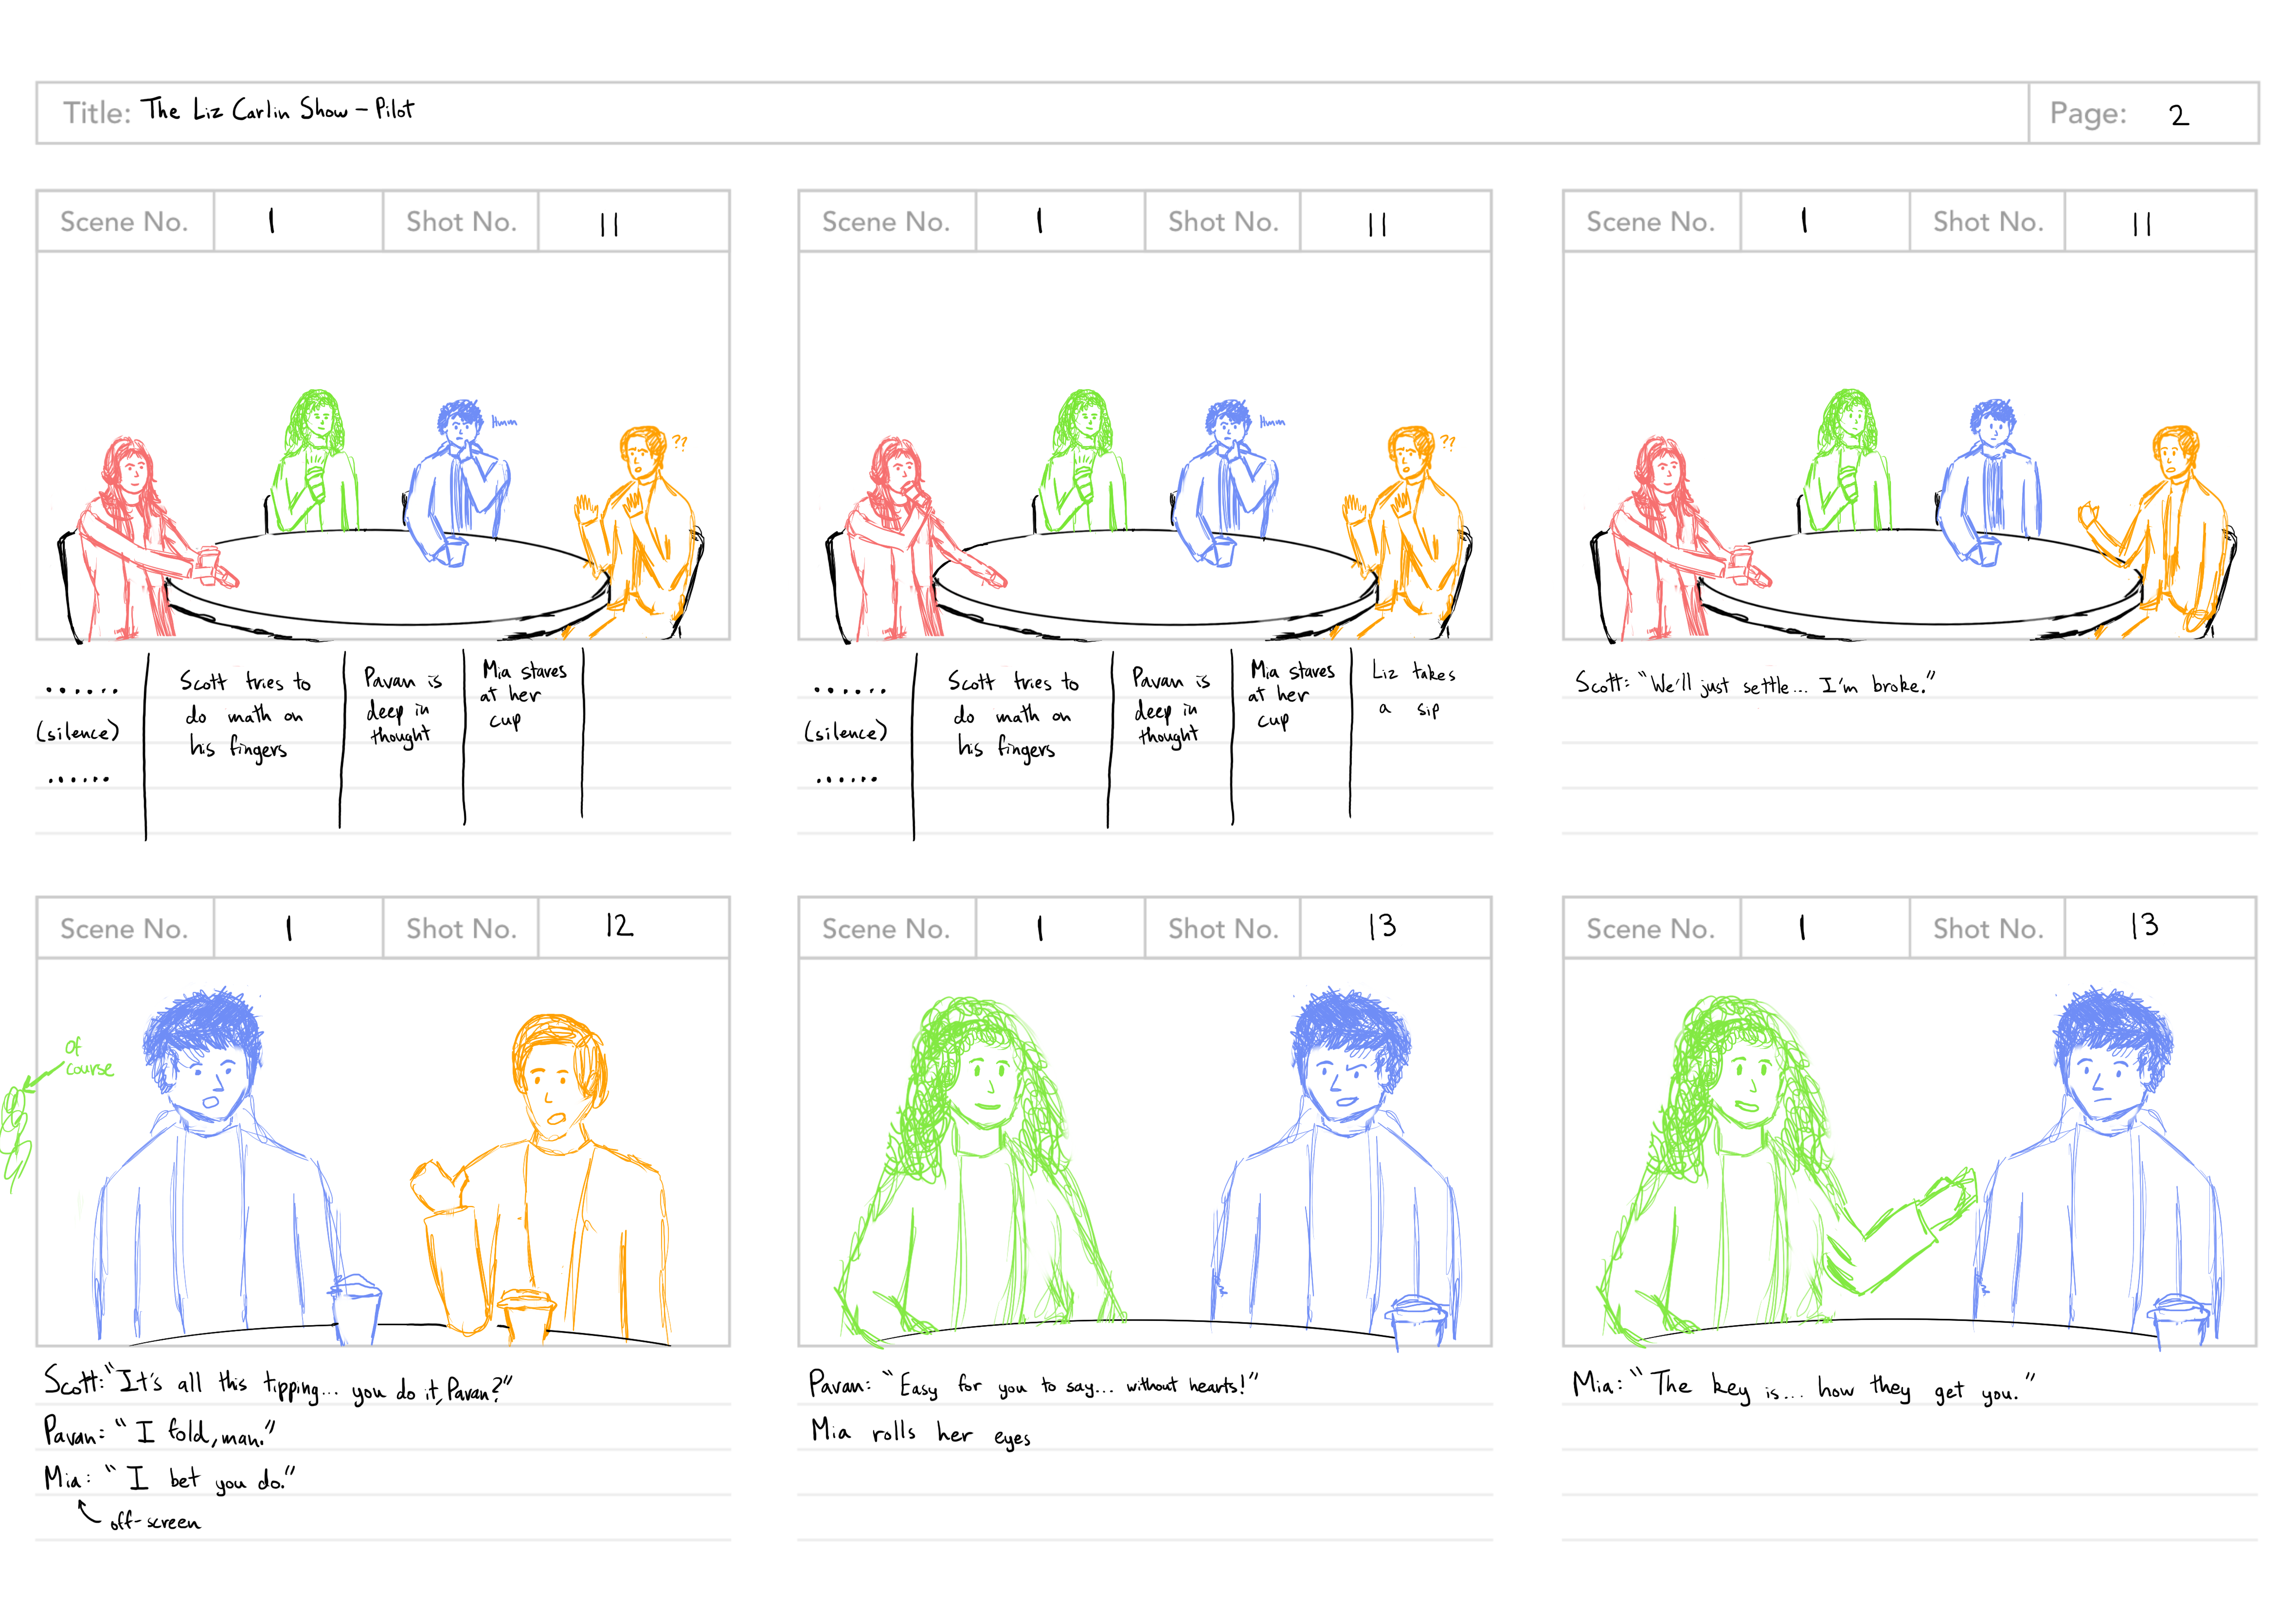 Title: The Liz Carlin Show – Pilot
Page: 2
Scene No. 1 Shot No. 11
Hmm
??
......
(silence)
......
Scott tries to
do math on
his fingers
Pavan is
deep in
thought
Mia stares
at her
cup
Scene No. 1 Shot No. 11
Hmm
??
......
(silence)
......
Scott tries to
do math on
his fingers
Pavan is
deep in
thought
Mia stares
at her
cup
Liz takes
a sip
Scene No. 1 Shot No. 11
Scott: "We'll just settle... I'm broke."
Scene No. 1 Shot No. 12
Of
course
Scott: "It's all this tipping... you do it, Pavan?"
Pavan: "I fold, man."
Mia: "I bet you do."
off-screen
Scene No. 1 Shot No. 13
Pavan: "Easy for you to say... without hearts!"
Mia rolls her eyes
Scene No. 1 Shot No. 13
Mia: "The key is... how they get you."